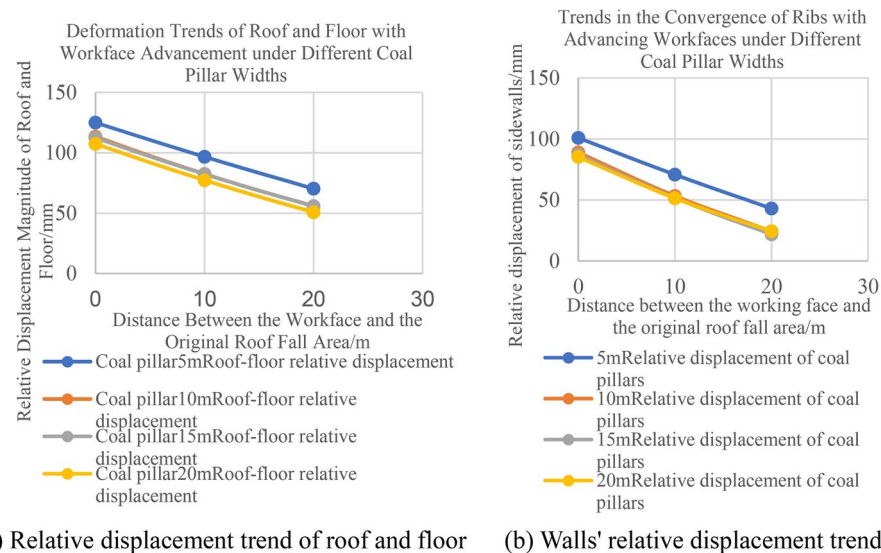 Deformation Trends of Roof and Floor with
Workface Advancement under Different Coal
Pillar Widths
Relative Displacement Magnitude of Roof and
Floor/mm
150
100
50
0
0 10 20 30
Distance Between the Workface and the
Original Roof Fall Area/m
Coal pillar5mRoof-floor relative displacement
Coal pillar10mRoof-floor relative
displacement
Coal pillar15mRoof-floor relative
displacement
Coal pillar20mRoof-floor relative
displacement
) Relative displacement trend of roof and floor
Trends in the Convergence of Ribs with
Advancing Workfaces under Different
Coal Pillar Widths
Relative displacement of sidewalls/mm
150
100
50
0
0 10 20 30
Distance between the working face and
the original roof fall area/m
5mRelative displacement of coal
pillars
10mRelative displacement of coal
pillars
15mRelative displacement of coal
pillars
20mRelative displacement of coal
pillars
(b) Walls' relative displacement trend